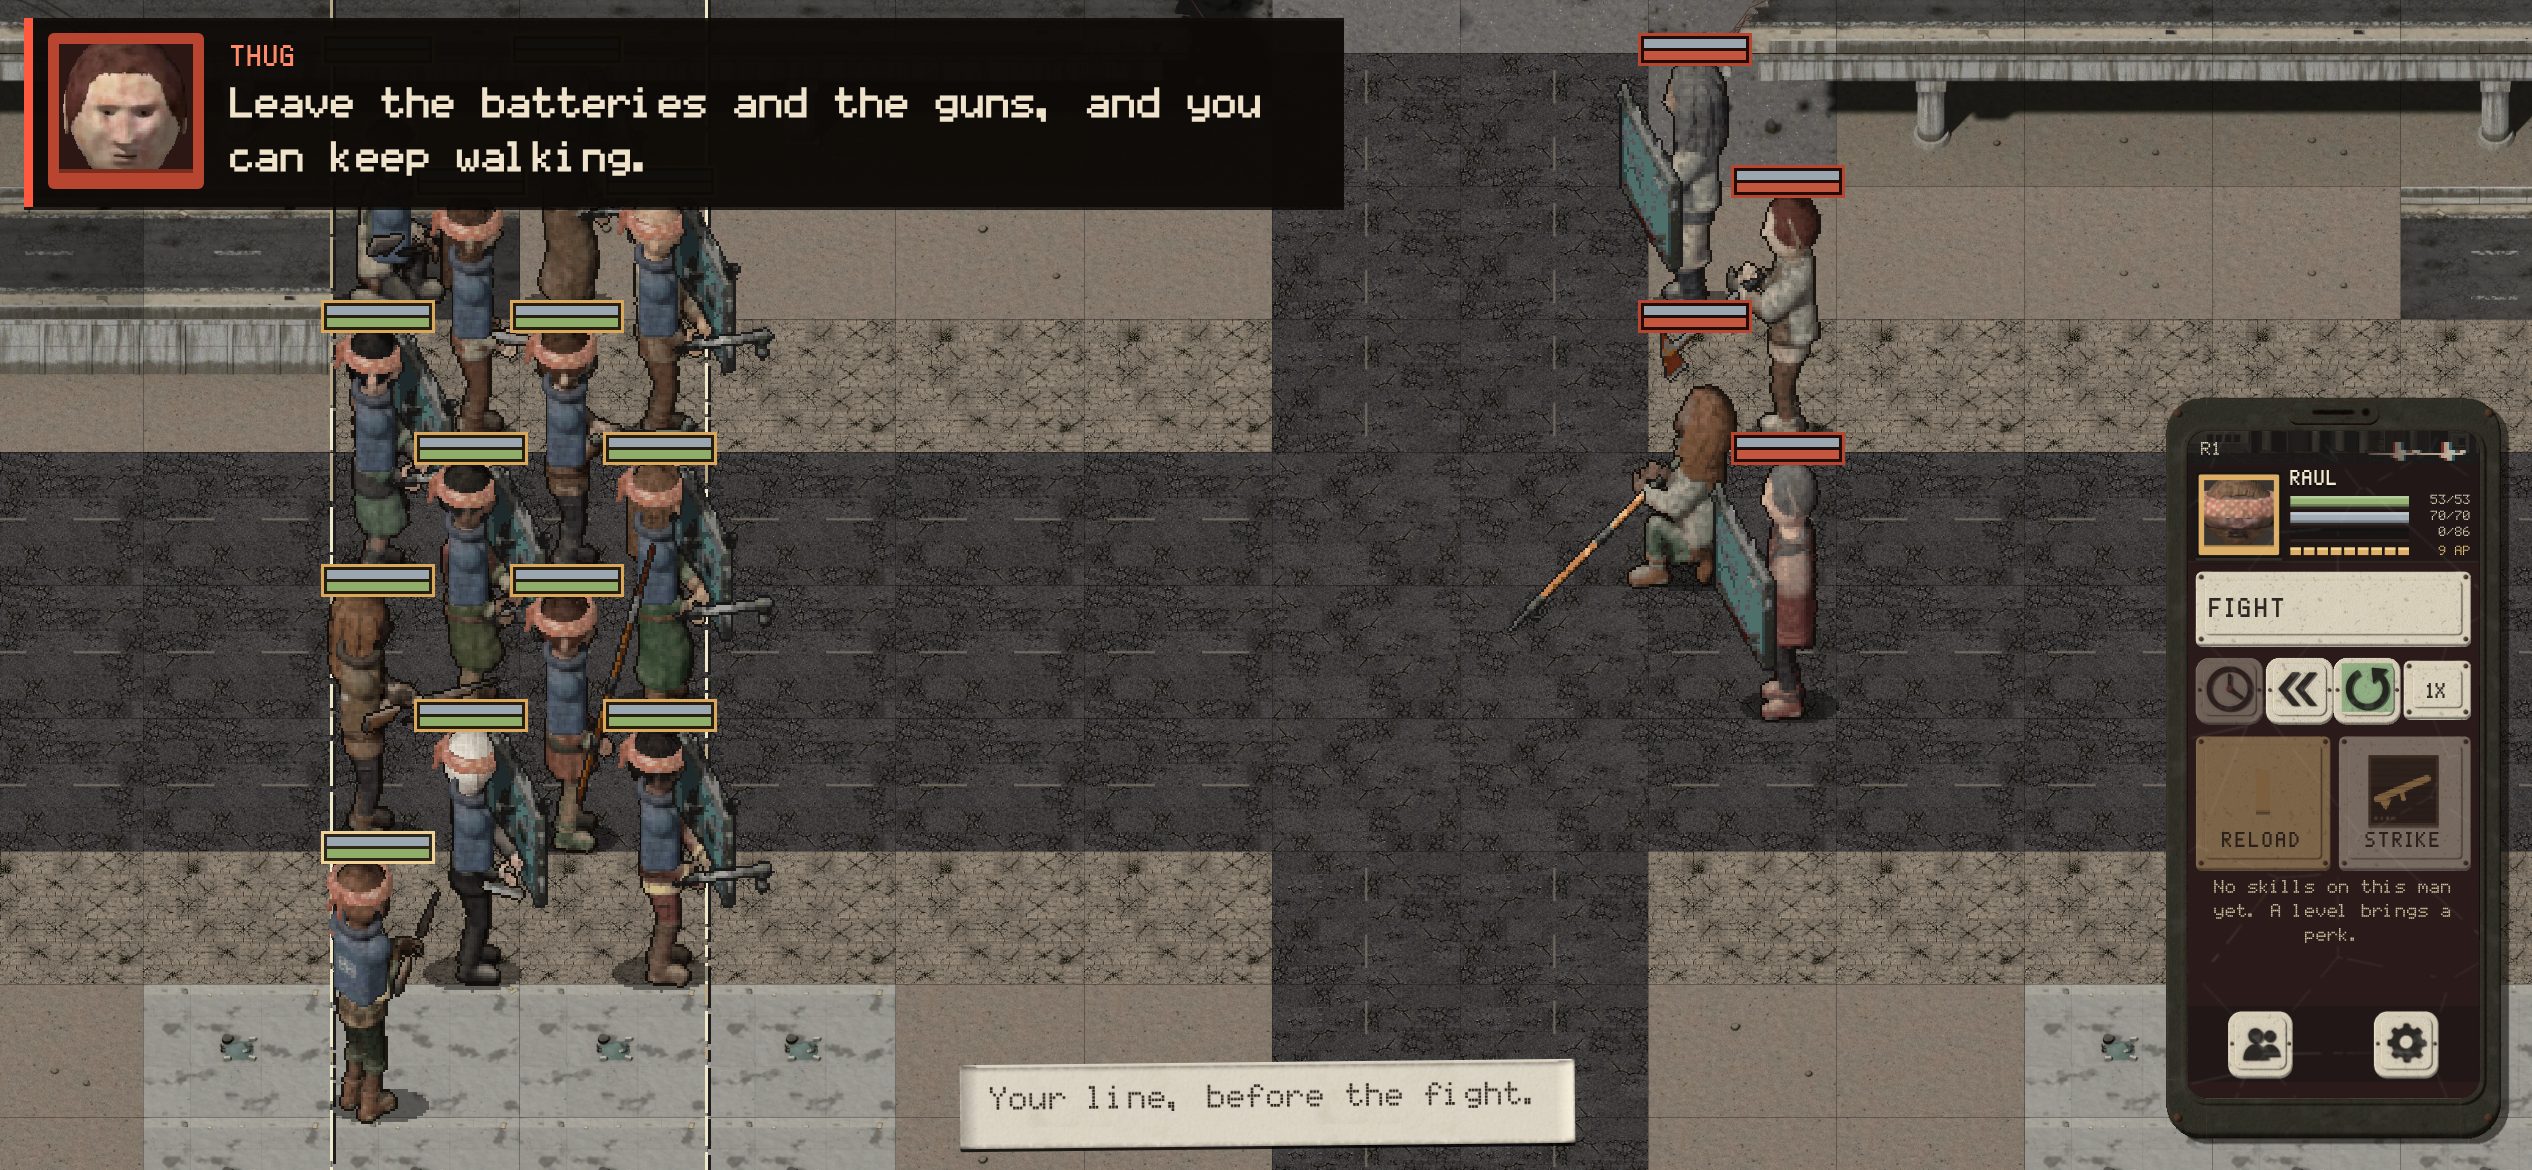 THUG
Leave the batteries and the guns, and you
can keep walking.
R1
RAUL
53/53
70/70
0/86
9 AP
FIGHT
1X
RELOAD
STRIKE
No skills on this man
yet. A level brings a
perk.
Your line, before the fight.